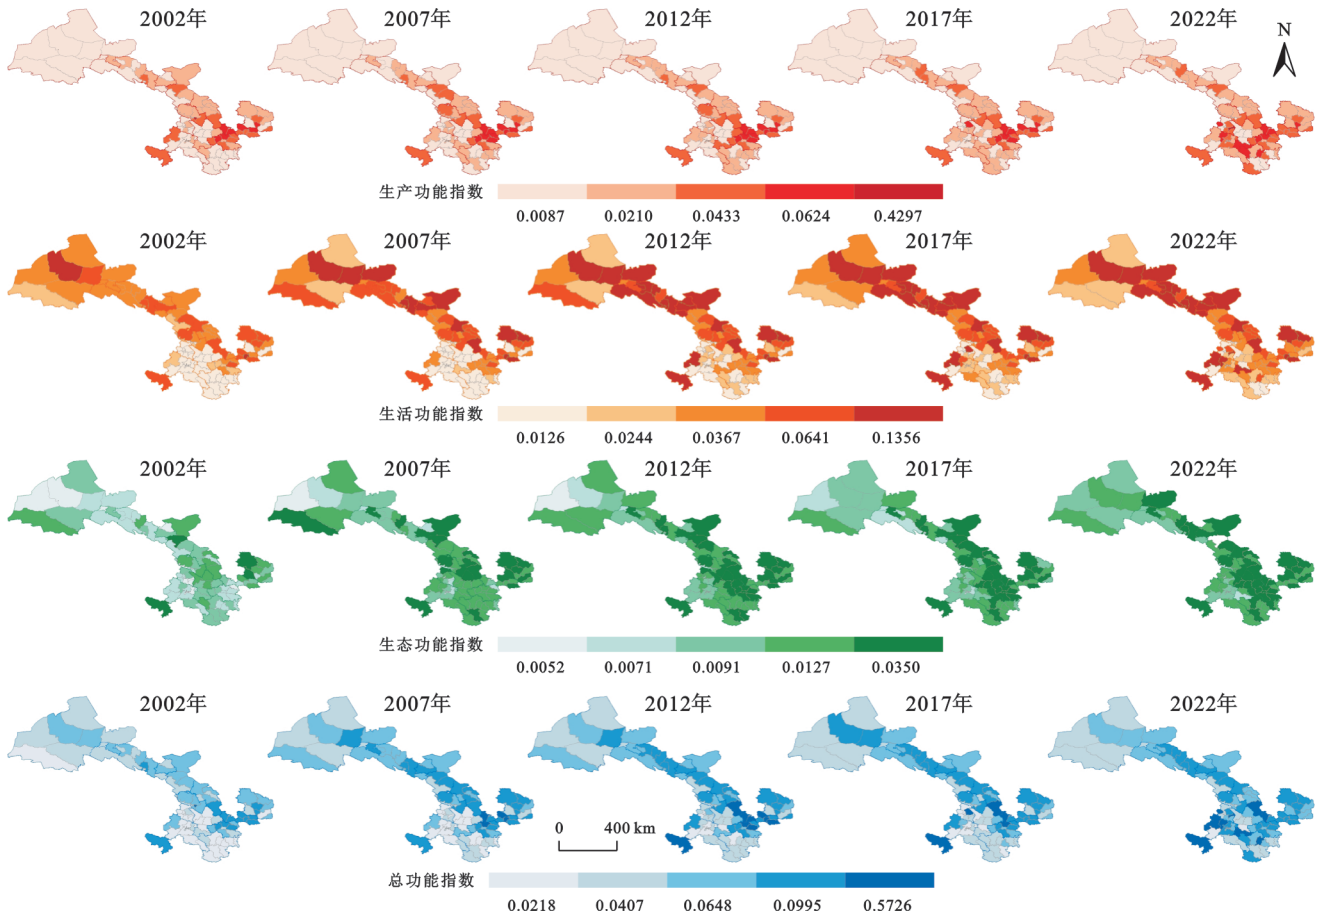 2002年 2007年 2012年 2017年 2022年 N
生产功能指数
0.0087 0.0210 0.0433 0.0624 0.4297
2002年 2007年 2012年 2017年 2022年
生活功能指数
0.0126 0.0244 0.0367 0.0641 0.1356
2002年 2007年 2012年 2017年 2022年
生态功能指数
0.0052 0.0071 0.0091 0.0127 0.0350
2002年 2007年 2012年 2017年 2022年
0 400 km
总功能指数
0.0218 0.0407 0.0648 0.0995 0.5726